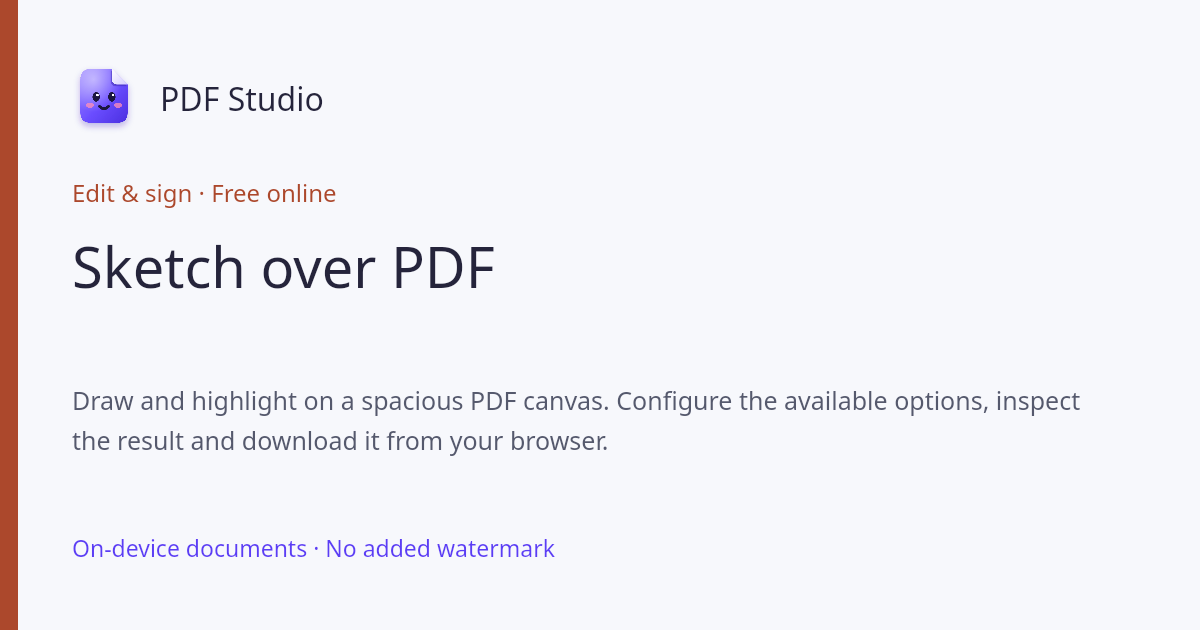 PDF Studio
Edit & sign · Free online
Sketch over PDF
Draw and highlight on a spacious PDF canvas. Configure the available options, inspect
the result and download it from your browser.
On-device documents · No added watermark